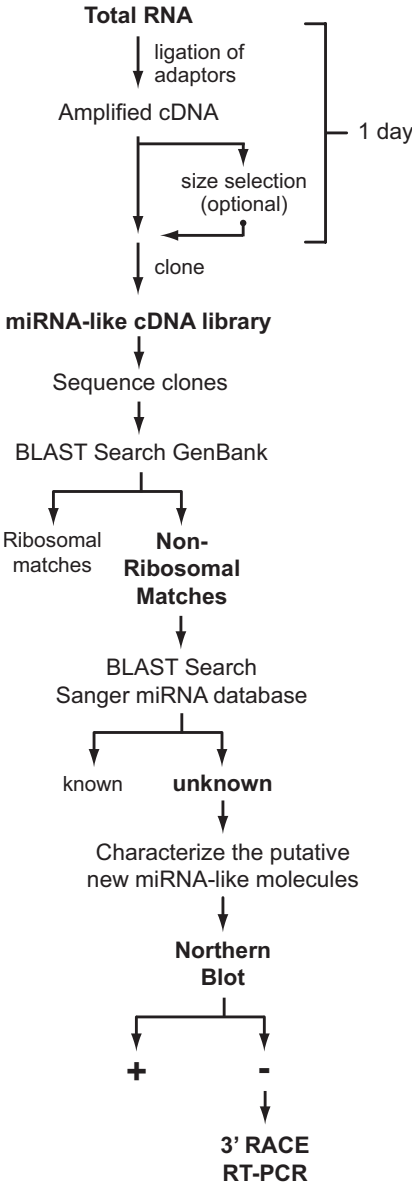 Total RNA
ligation of
adaptors
Amplified cDNA
1 day
size selection
(optional)
clone
miRNA-like cDNA library
Sequence clones
BLAST Search GenBank
Ribosomal
matches
Non-
Ribosomal
Matches
BLAST Search
Sanger miRNA database
known
unknown
Characterize the putative
new miRNA-like molecules
Northern
Blot
+
-
3' RACE
RT-PCR